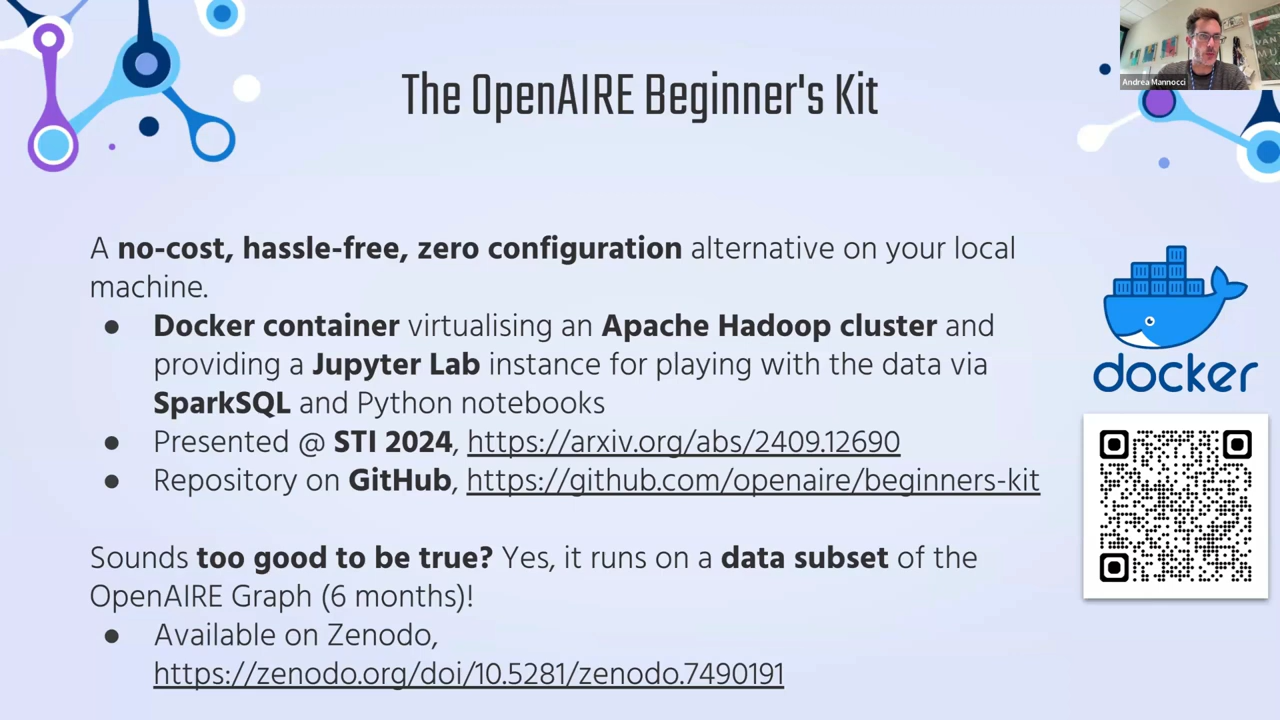 The OpenAIRE Beginner's Kit
Andrea Mannocci
A no-cost, hassle-free, zero configuration alternative on your local
machine.
● Docker container virtualising an Apache Hadoop cluster and
providing a Jupyter Lab instance for playing with the data via
SparkSQL and Python notebooks
● Presented @ STI 2024, https://arxiv.org/abs/2409.12690
● Repository on GitHub, https://github.com/openaire/beginners-kit
docker
Sounds too good to be true? Yes, it runs on a data subset of the
OpenAIRE Graph (6 months)!
● Available on Zenodo,
https://zenodo.org/doi/10.5281/zenodo.7490191